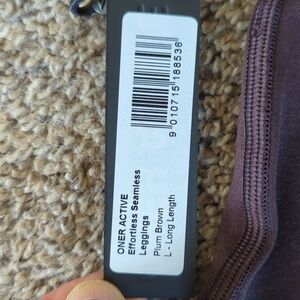 ONER ACTIVE
Effortless Seamless
Leggings
Plum Brown
L - Long Length
9 010715 188536